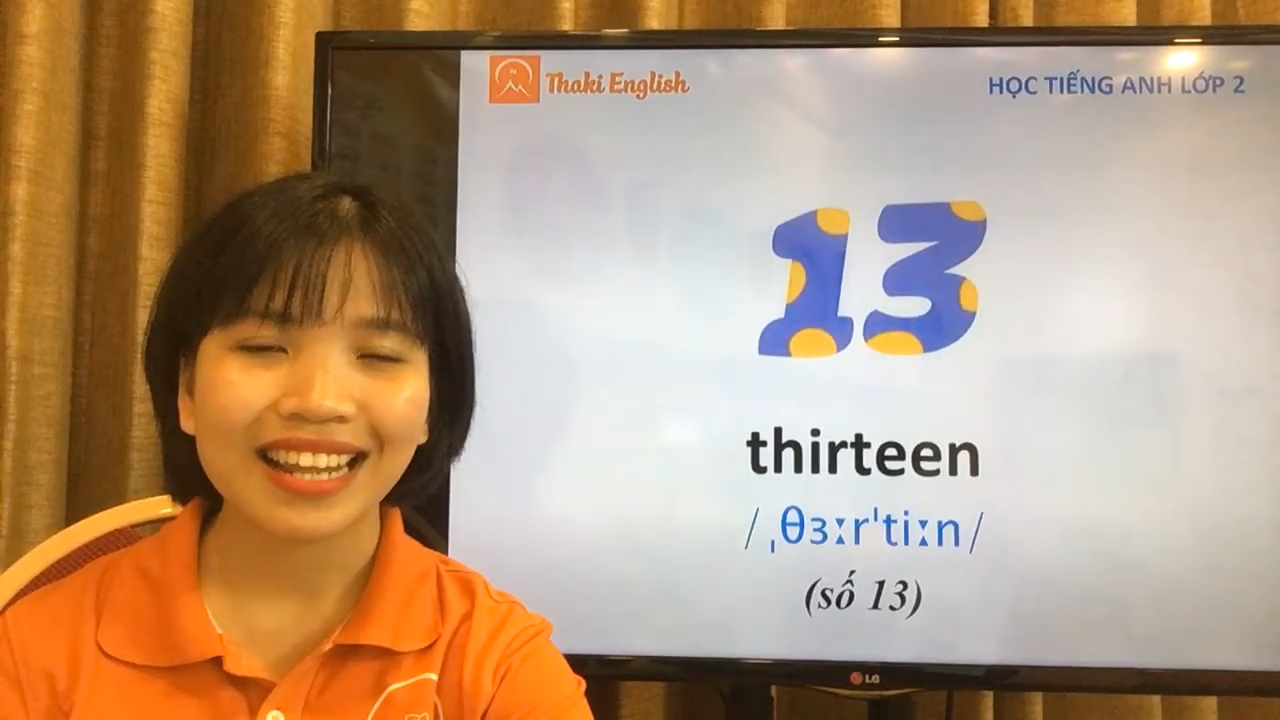 Thaki English
HỌC TIẾNG ANH LỚP 2
13
thirteen
/ˌθɜːrˈtiːn/
(số 13)
LG